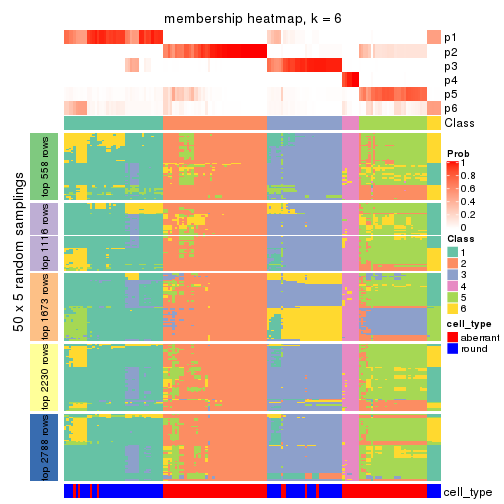 membership heatmap, k = 6
p1
p2
p3
p4
p5
p6
Class
50 x 5 random samplings
top 558 rows
top 1116 rows
top 1673 rows
top 2230 rows
top 2788 rows
cell_type
Prob
1
0.8
0.6
0.4
0.2
0
Class
1
2
3
4
5
6
cell_type
aberrant
round